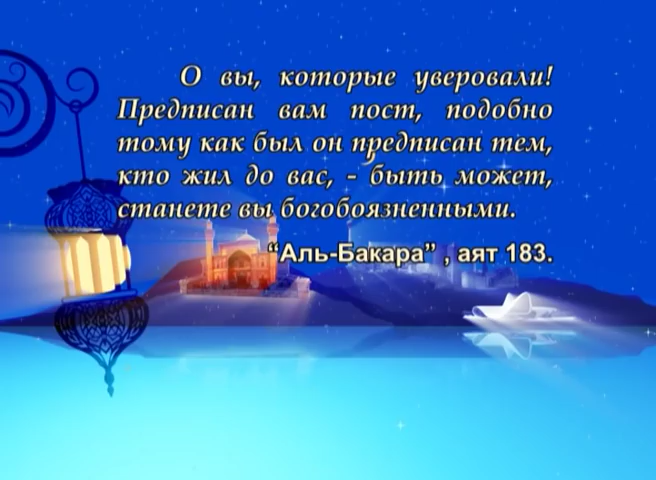 О вы, которые уверовали!
Предписан вам пост, подобно
тому как был он предписан тем,
кто жил до вас, - быть может,
станете вы богобоязненными.
“Аль-Бакара” , аят 183.